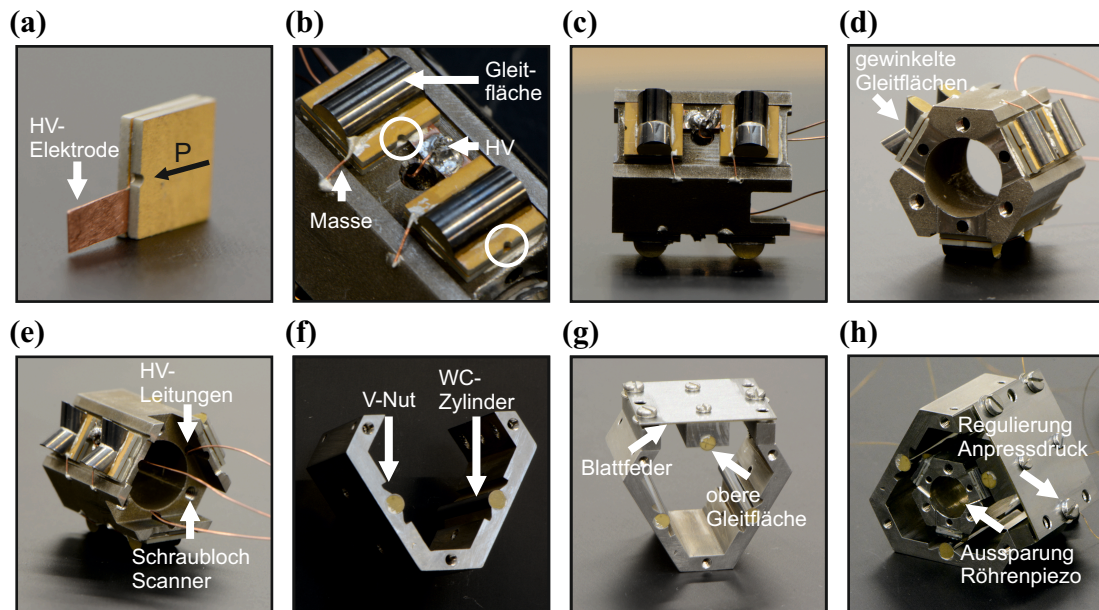 (a)
HV-
Elektrode
P
(b)
Gleit-
fläche
HV
Masse
(c)
(d)
gewinkelte
Gleitflächen
(e)
HV-
Leitungen
Schraubloch
Scanner
(f)
V-Nut
WC-
Zylinder
(g)
Blattfeder
obere
Gleitfläche
(h)
Regulierung
Anpressdruck
Aussparung
Röhrenpiezo